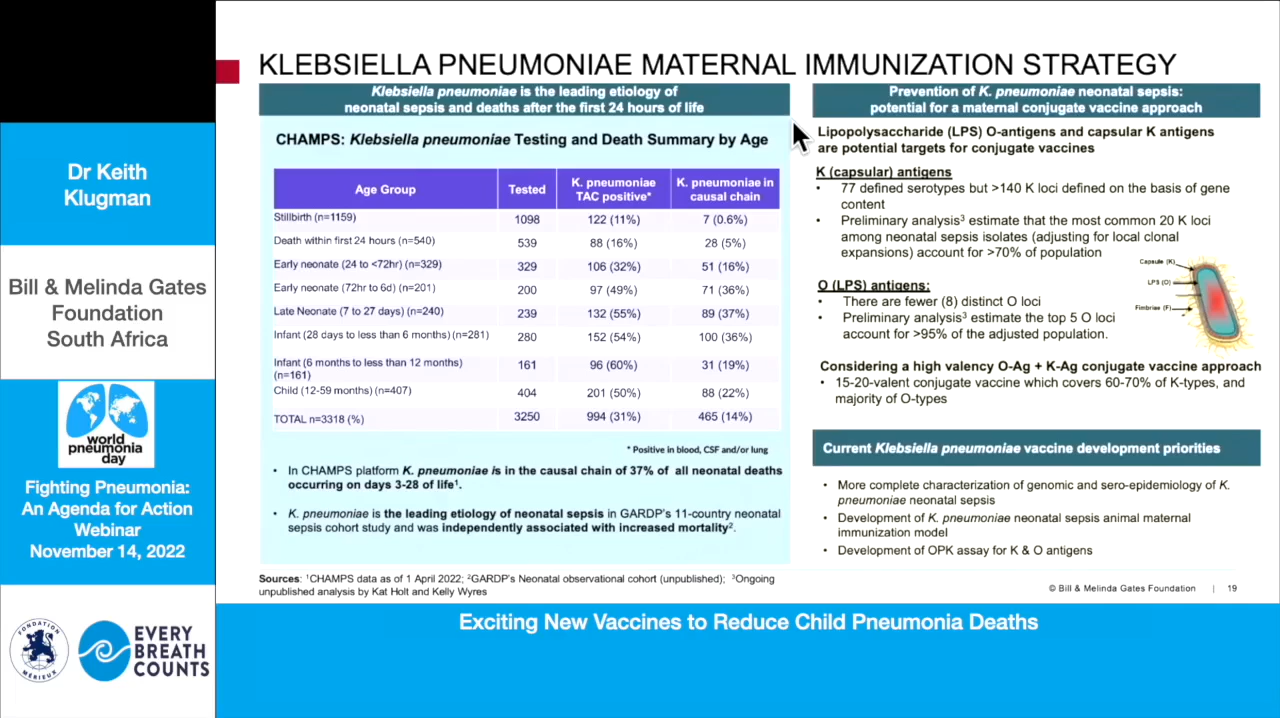 KLEBSIELLA PNEUMONIAE MATERNAL IMMUNIZATION STRATEGY
Klebsiella pneumoniae is the leading etiology of
neonatal sepsis and deaths after the first 24 hours of life
CHAMPS: Klebsiella pneumoniae Testing and Death Summary by Age
Age Group Tested K. pneumoniae TAC positive* K. pneumoniae in causal chain
Stillbirth (n=1159) 1098 122 (11%) 7 (0.6%)
Death within first 24 hours (n=540) 539 88 (16%) 28 (5%)
Early neonate (24 to <72hr) (n=329) 329 106 (32%) 51 (16%)
Early neonate (72hr to 6d) (n=201) 200 97 (49%) 71 (36%)
Late Neonate (7 to 27 days) (n=240) 239 132 (55%) 89 (37%)
Infant (28 days to less than 6 months) (n=281) 280 152 (54%) 100 (36%)
Infant (6 months to less than 12 months)
(n=161) 161 96 (60%) 31 (19%)
Child (12-59 months) (n=407) 404 201 (50%) 88 (22%)
TOTAL n=3318 (%) 3250 994 (31%) 465 (14%)
* Positive in blood, CSF and/or lung
• In CHAMPS platform K. pneumoniae is in the causal chain of 37% of all neonatal deaths
occurring on days 3-28 of life¹.
• K. pneumoniae is the leading etiology of neonatal sepsis in GARDP's 11-country neonatal
sepsis cohort study and was independently associated with increased mortality².
Prevention of K. pneumoniae neonatal sepsis:
potential for a maternal conjugate vaccine approach
Lipopolysaccharide (LPS) O-antigens and capsular K antigens
are potential targets for conjugate vaccines
K (capsular) antigens
• 77 defined serotypes but >140 K loci defined on the basis of gene
content
• Preliminary analysis³ estimate that the most common 20 K loci
among neonatal sepsis isolates (adjusting for local clonal
expansions) account for >70% of population
O (LPS) antigens:
• There are fewer (8) distinct O loci
• Preliminary analysis³ estimate the top 5 O loci
account for >95% of the adjusted population.
Capsule (K)
LPS (O)
Fimbriae (F)
Considering a high valency O-Ag + K-Ag conjugate vaccine approach
• 15-20-valent conjugate vaccine which covers 60-70% of K-types, and
majority of O-types
Current Klebsiella pneumoniae vaccine development priorities
• More complete characterization of genomic and sero-epidemiology of K.
pneumoniae neonatal sepsis
• Development of K. pneumoniae neonatal sepsis animal maternal
immunization model
• Development of OPK assay for K & O antigens
Sources: ¹CHAMPS data as of 1 April 2022; ²GARDP's Neonatal observational cohort (unpublished); ³Ongoing
unpublished analysis by Kat Holt and Kelly Wyres
© Bill & Melinda Gates Foundation | 19
Dr Keith
Klugman
Bill & Melinda Gates
Foundation
South Africa
world
pneumonia
day
Fighting Pneumonia:
An Agenda for Action
Webinar
November 14, 2022
FONDATION
MÉRIEUX
EVERY
BREATH
COUNTS
Exciting New Vaccines to Reduce Child Pneumonia Deaths